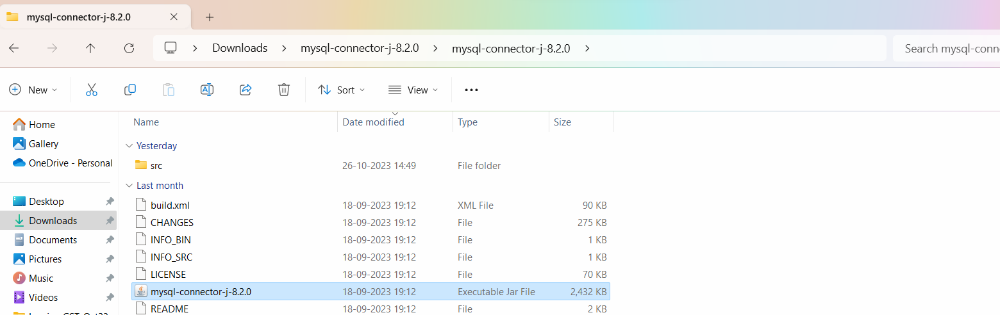 mysql-connector-j-8.2.0
Downloads > mysql-connector-j-8.2.0 > mysql-connector-j-8.2.0 >
Search mysql-conn
New
Sort
View
Home
Gallery
OneDrive - Personal
Desktop
Downloads
Documents
Pictures
Music
Videos
Name Date modified Type Size
Yesterday
src 26-10-2023 14:49 File folder
Last month
build.xml 18-09-2023 19:12 XML File 90 KB
CHANGES 18-09-2023 19:12 File 275 KB
INFO_BIN 18-09-2023 19:12 File 1 KB
INFO_SRC 18-09-2023 19:12 File 1 KB
LICENSE 18-09-2023 19:12 File 70 KB
mysql-connector-j-8.2.0 18-09-2023 19:12 Executable Jar File 2,432 KB
README 18-09-2023 19:12 File 2 KB